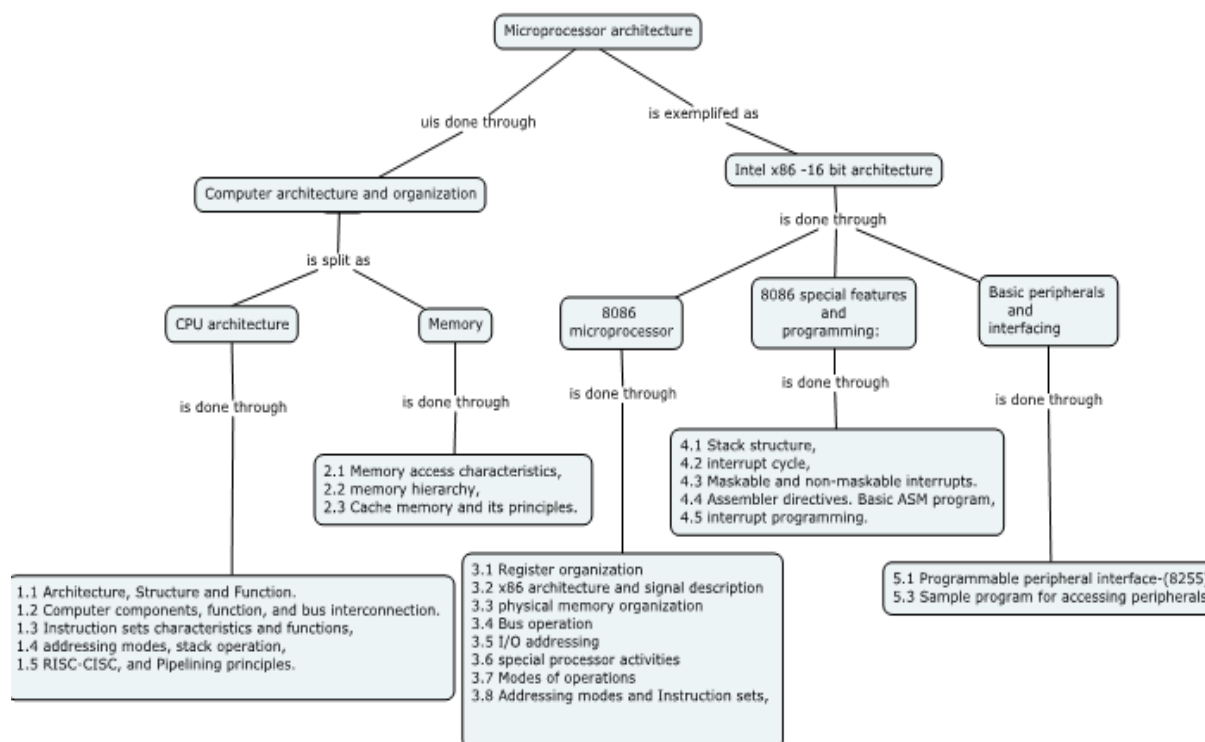 Microprocessor architecture
uis done through
is exemplifed as
Computer architecture and organization
Intel x86 -16 bit architecture
is split as
is done through
CPU architecture
Memory
8086
microprocessor
8086 special features
and
programming:
Basic peripherals
and
interfacing
is done through
is done through
is done through
is done through
is done through
2.1 Memory access characteristics,
2.2 memory hierarchy,
2.3 Cache memory and its principles.
4.1 Stack structure,
4.2 interrupt cycle,
4.3 Maskable and non-maskable interrupts.
4.4 Assembler directives. Basic ASM program,
4.5 interrupt programming.
1.1 Architecture, Structure and Function.
1.2 Computer components, function, and bus interconnection.
1.3 Instruction sets characteristics and functions,
1.4 addressing modes, stack operation,
1.5 RISC-CISC, and Pipelining principles.
3.1 Register organization
3.2 x86 architecture and signal description
3.3 physical memory organization
3.4 Bus operation
3.5 I/O addressing
3.6 special processor activities
3.7 Modes of operations
3.8 Addressing modes and Instruction sets,
5.1 Programmable peripheral interface-(8255)
5.3 Sample program for accessing peripherals